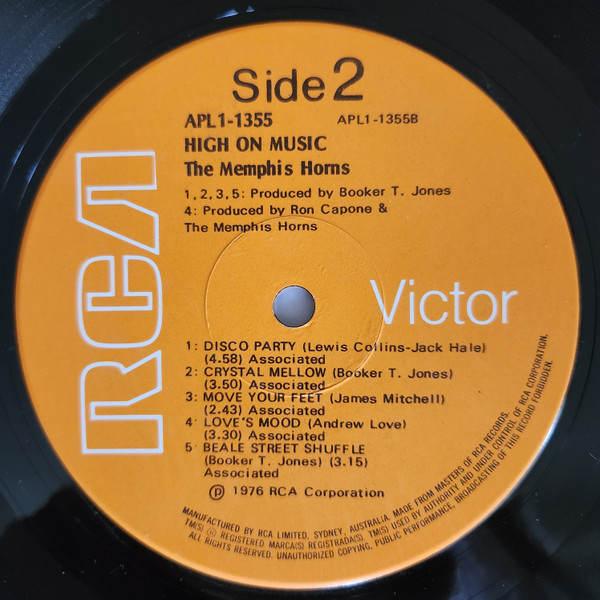 Side 2
APL1-1355 APL1-1355B
HIGH ON MUSIC
The Memphis Horns
1,2,3,5: Produced by Booker T. Jones
4: Produced by Ron Capone &
The Memphis Horns
RCA Victor
1: DISCO PARTY (Lewis Collins-Jack Hale)
(4.58) Associated
2: CRYSTAL MELLOW (Booker T. Jones)
(3.50) Associated
3: MOVE YOUR FEET (James Mitchell)
(2.43) Associated
4: LOVE'S MOOD (Andrew Love)
(3.30) Associated
5: BEALE STREET SHUFFLE
(Booker T. Jones) (3.15)
Associated
℗ 1976 RCA Corporation
MANUFACTURED BY RCA LIMITED, SYDNEY, AUSTRALIA. MADE FROM MASTERS OF RCA RECORDS.
TM(S) ® REGISTERED MARCA(S) REGISTRADA(S). TM(S) USED BY AUTHORITY AND UNDER CONTROL OF RCA CORPORATION.
ALL RIGHTS RESERVED. UNAUTHORIZED COPYING, PUBLIC PERFORMANCE, BROADCASTING OF THIS RECORD FORBIDDEN.